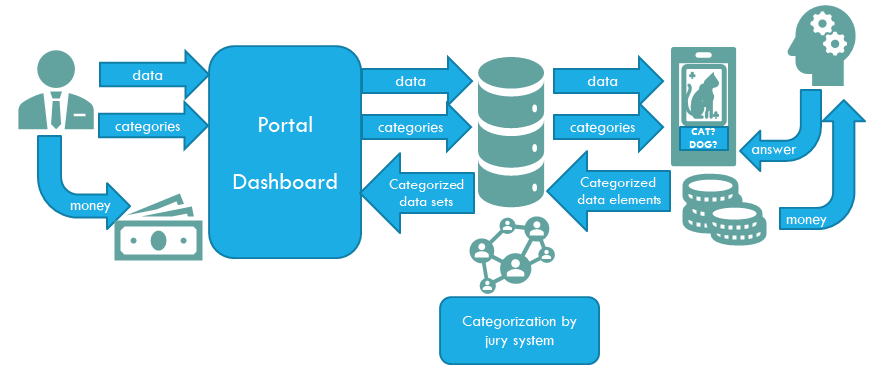 data
categories
money
Portal
Dashboard
data
categories
Categorized
data sets
data
categories
Categorized
data elements
CAT?
DOG?
answer
money
Categorization by
jury system